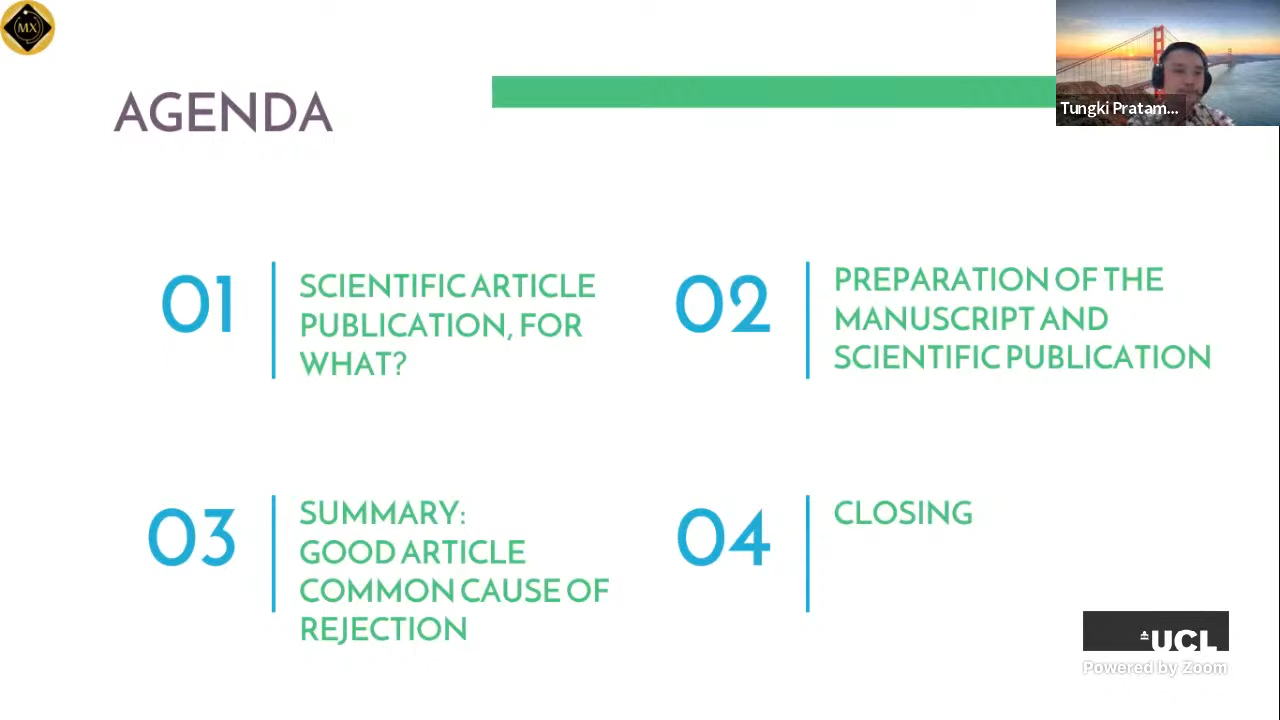 MX
Tungki Pratam...
AGENDA
01
SCIENTIFIC ARTICLE
PUBLICATION, FOR
WHAT?
02
PREPARATION OF THE
MANUSCRIPT AND
SCIENTIFIC PUBLICATION
03
SUMMARY:
GOOD ARTICLE
COMMON CAUSE OF
REJECTION
04
CLOSING
UCL
Powered by Zoom